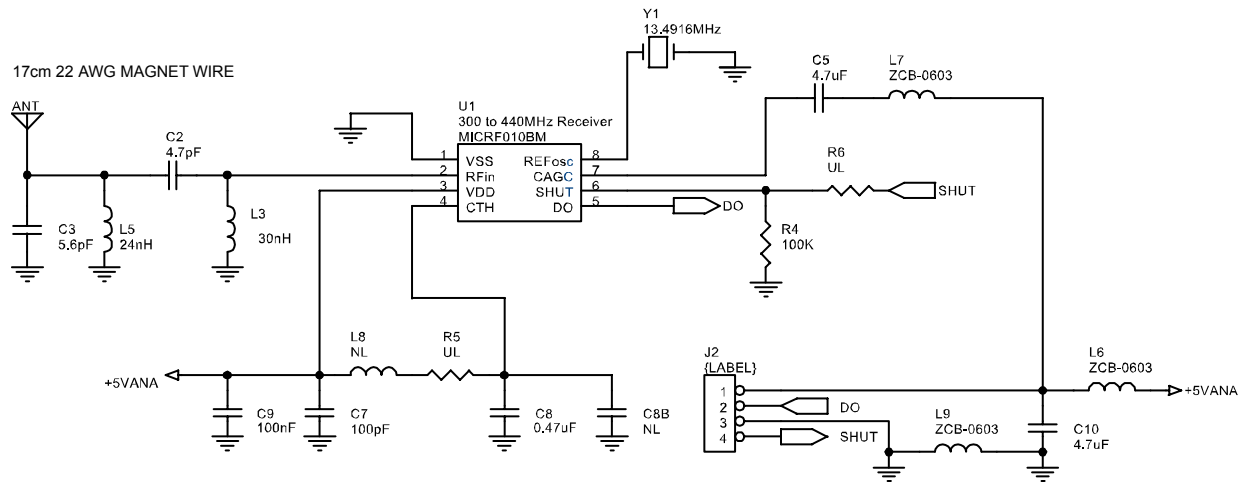 Y1
13.4916MHz
17cm 22 AWG MAGNET WIRE
C5
4.7uF
L7
ZCB-0603
ANT
U1
300 to 440MHz Receiver
MICRF010BM
C2
4.7pF
1 VSS REFosc 8
2 RFin CAGC 7
3 VDD SHUT 6
4 CTH DO 5
R6
UL
SHUT
DO
C3
5.6pF
L5
24nH
L3
30nH
R4
100K
L8
NL
R5
UL
+5VANA
C9
100nF
C7
100pF
C8
0.47uF
C8B
NL
J2
{LABEL}
1
2 DO
3
4 SHUT
L6
ZCB-0603
+5VANA
L9
ZCB-0603
C10
4.7uF